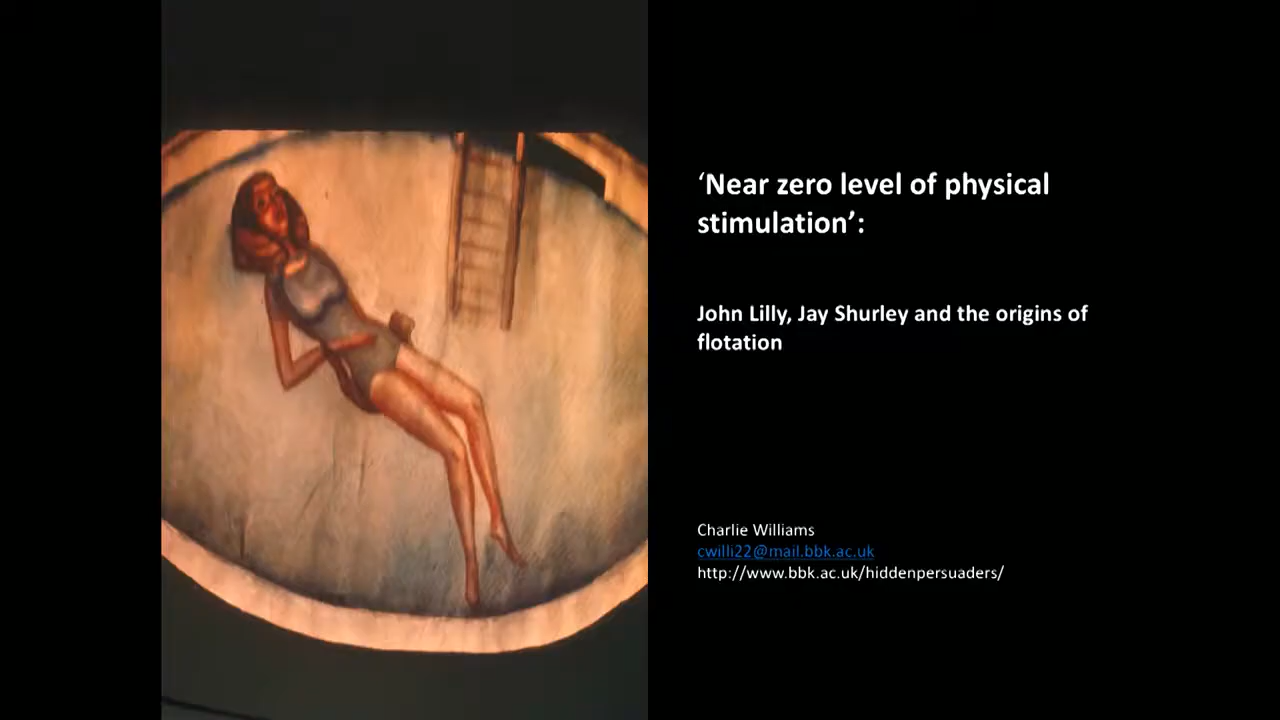 ‘Near zero level of physical
stimulation’:
John Lilly, Jay Shurley and the origins of
flotation
Charlie Williams
cwilli22@mail.bbk.ac.uk
http://www.bbk.ac.uk/hiddenpersuaders/